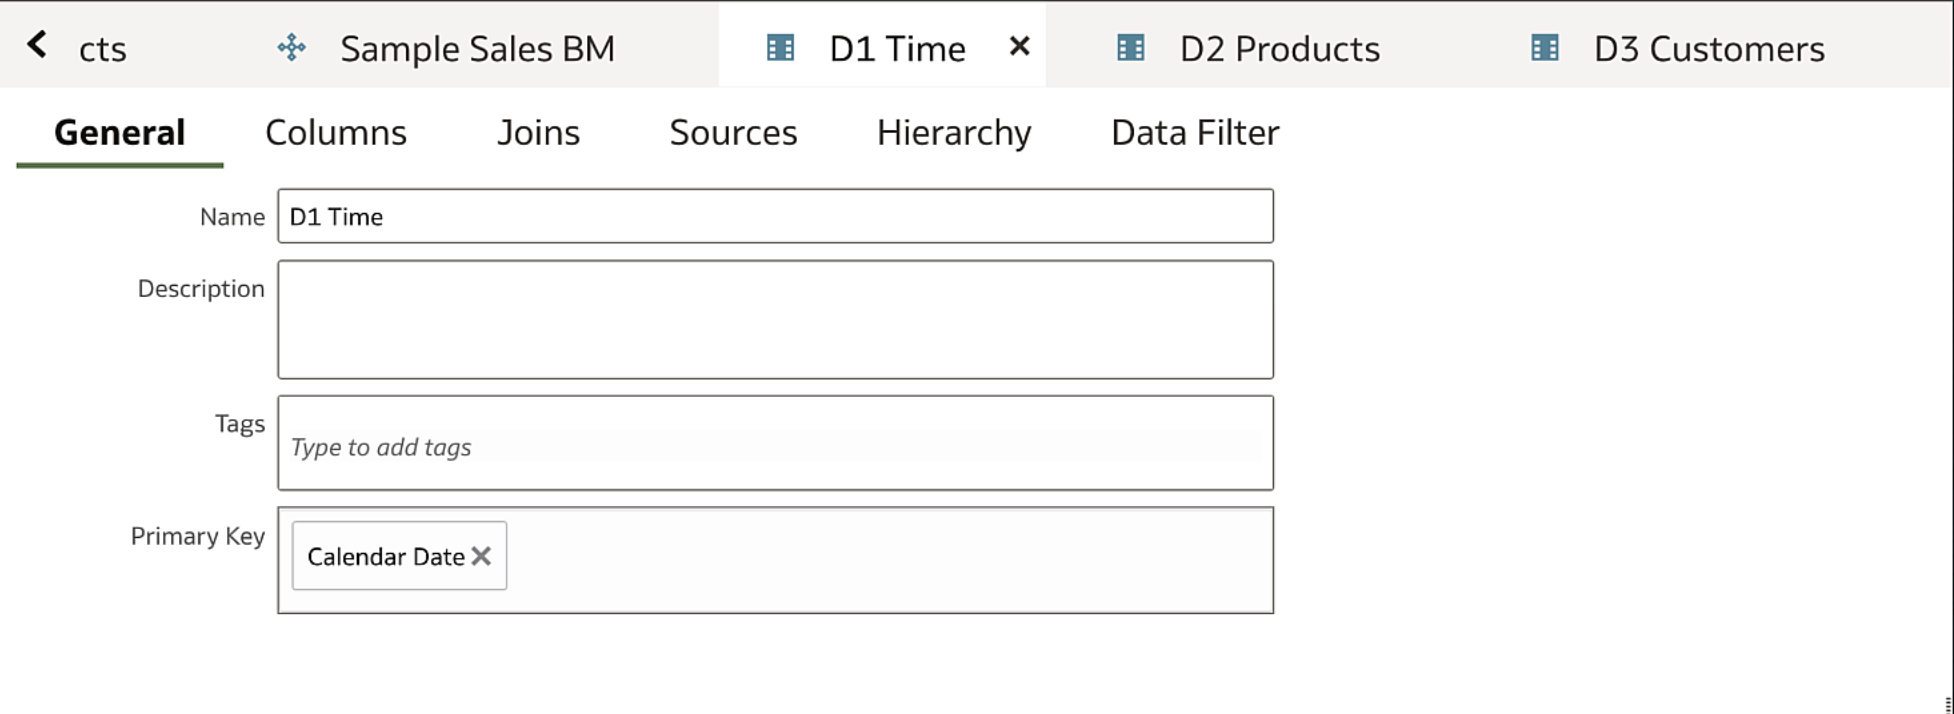 cts Sample Sales BM D1 Time D2 Products D3 Customers
General Columns Joins Sources Hierarchy Data Filter
Name D1 Time
Description
Tags
Type to add tags
Primary Key
Calendar Date